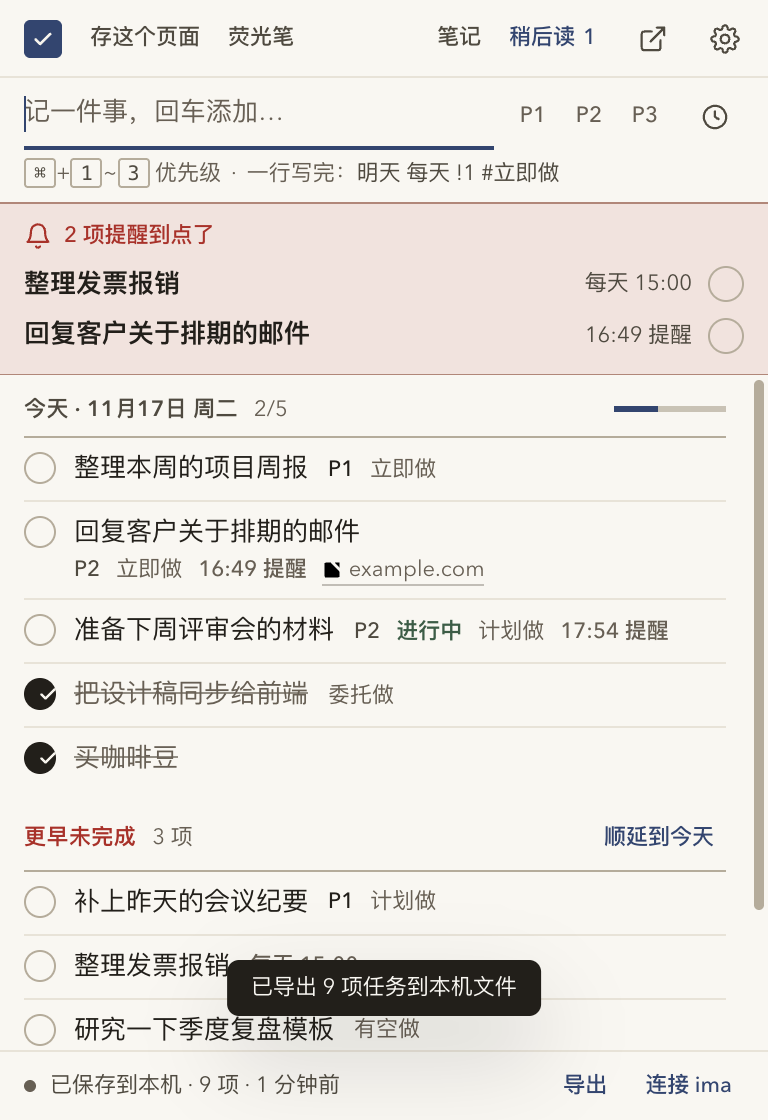 存这个页面 荧光笔 笔记 稍后读 1
记一件事，回车添加… P1 P2 P3
⌘+1~3 优先级 · 一行写完：明天 每天 !1 #立即做
2 项提醒到点了
整理发票报销 每天 15:00
回复客户关于排期的邮件 16:49 提醒
今天 · 11月17日 周二 2/5
整理本周的项目周报 P1 立即做
回复客户关于排期的邮件
P2 立即做 16:49 提醒 example.com
准备下周评审会的材料 P2 进行中 计划做 17:54 提醒
把设计稿同步给前端 委托做
买咖啡豆
更早未完成 3 项 顺延到今天
补上昨天的会议纪要 P1 计划做
整理发票报销 每天 15:00
已导出 9 项任务到本机文件
研究一下季度复盘模板 有空做
已保存到本机 · 9 项 · 1 分钟前 导出 连接 ima